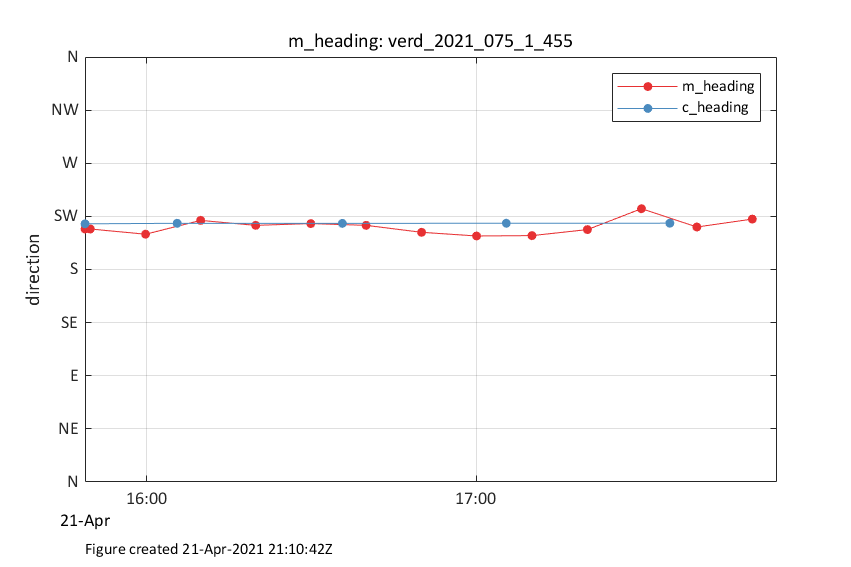 m_heading: verd_2021_075_1_455
N
NW
W
SW
S
SE
E
NE
N
direction
m_heading
c_heading
16:00
17:00
21-Apr
Figure created 21-Apr-2021 21:10:42Z